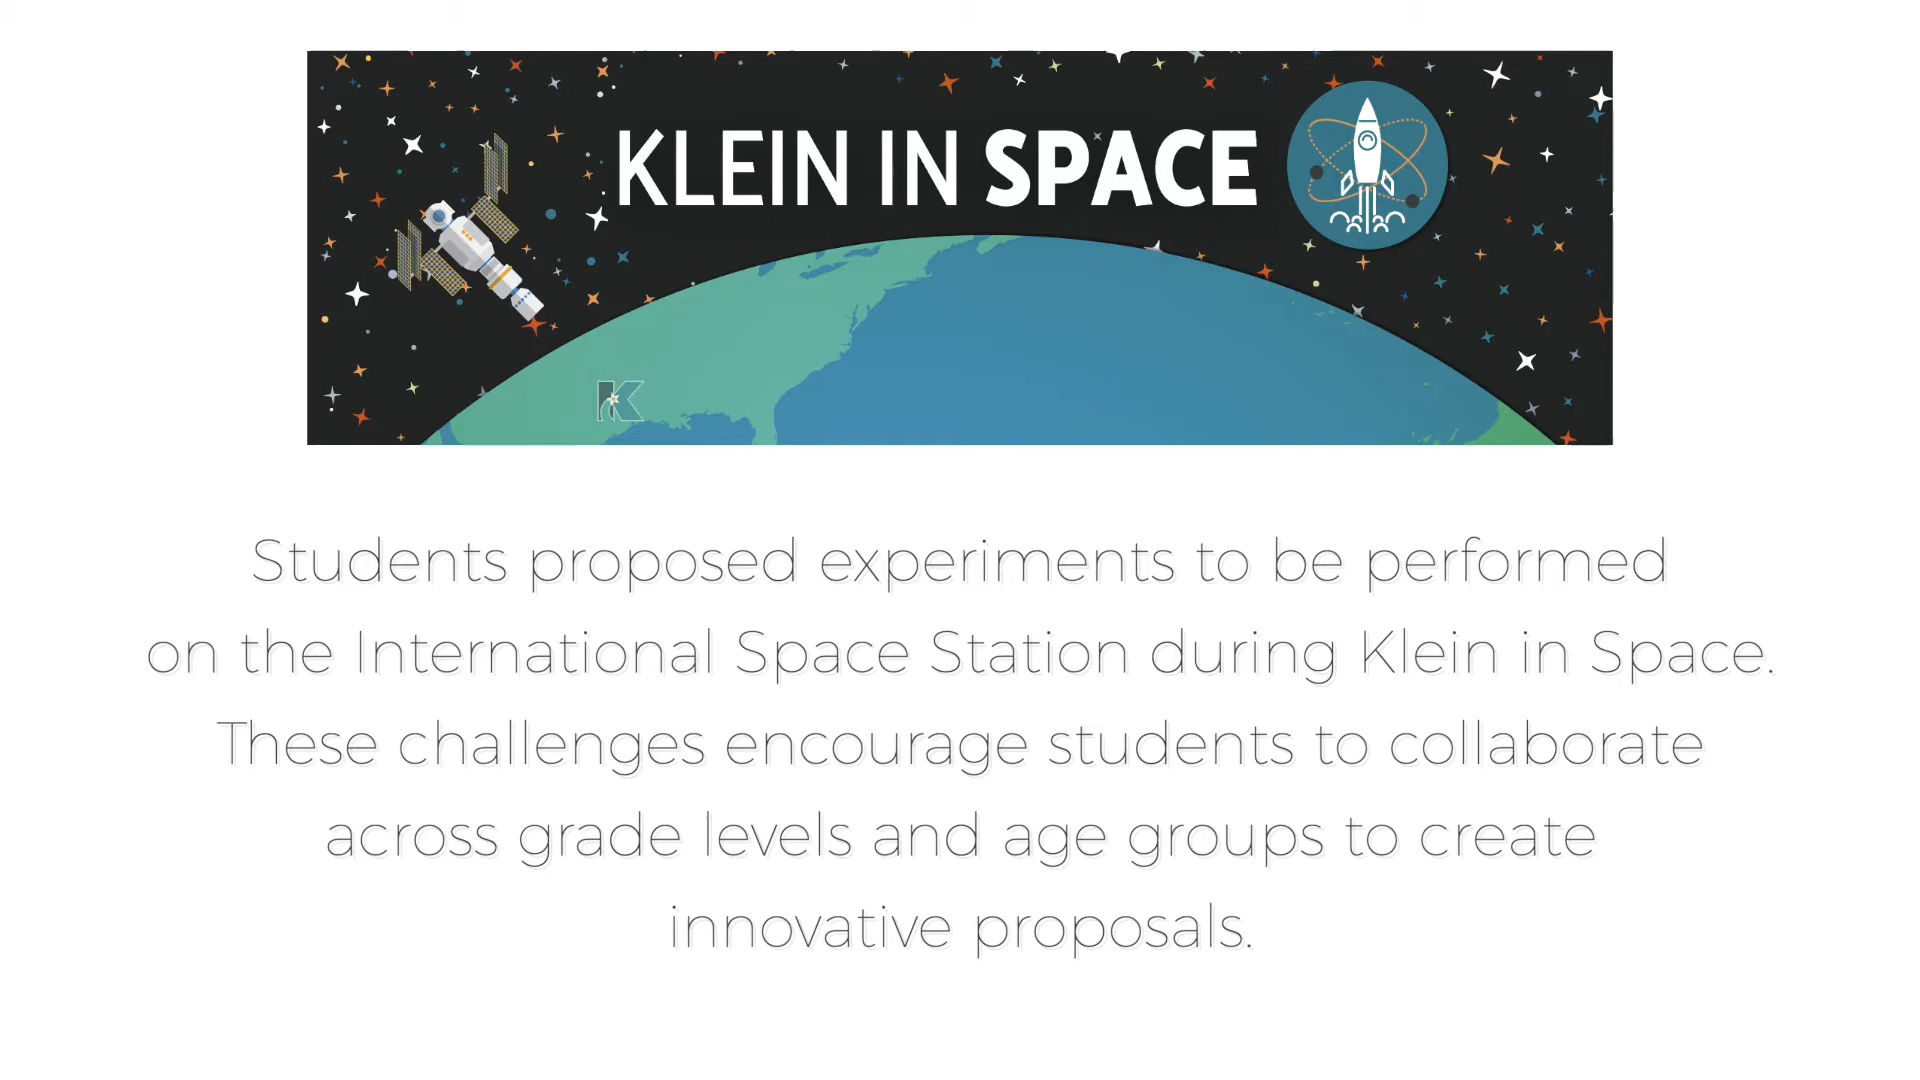 KLEIN IN SPACE
K
Students proposed experiments to be performed
on the International Space Station during Klein in Space.
These challenges encourage students to collaborate
across grade levels and age groups to create
innovative proposals.